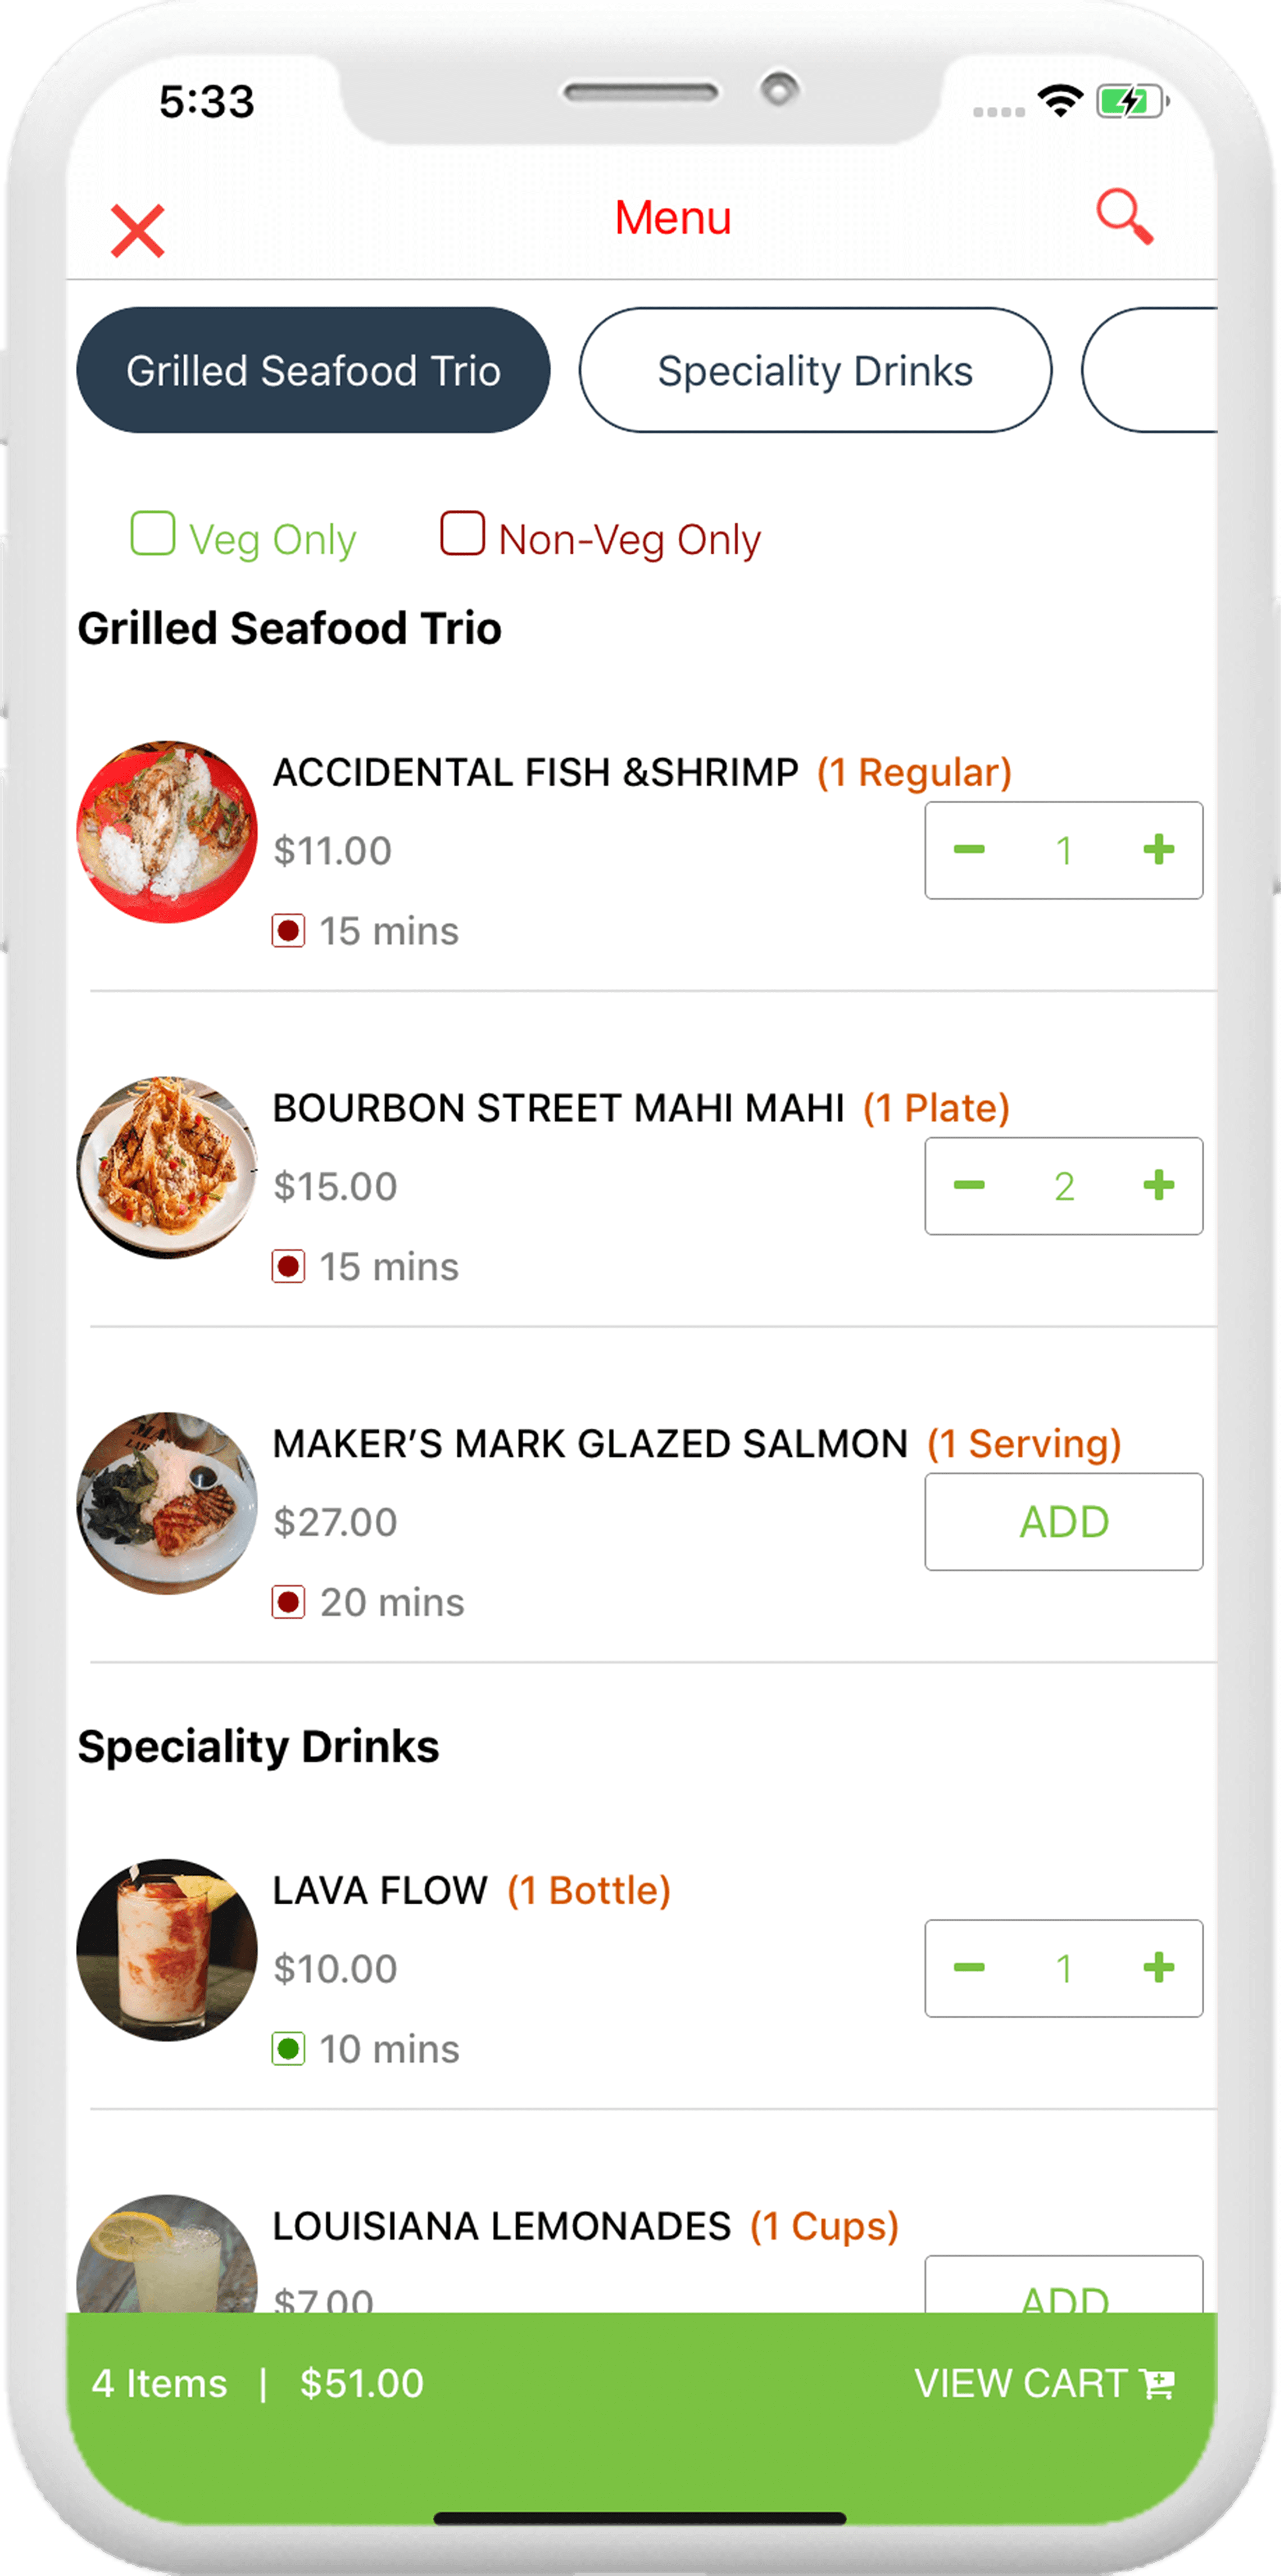 5:33
Menu
Grilled Seafood Trio Speciality Drinks
Veg Only Non-Veg Only
Grilled Seafood Trio
ACCIDENTAL FISH &SHRIMP (1 Regular)
$11.00
1
15 mins
BOURBON STREET MAHI MAHI (1 Plate)
$15.00
2
15 mins
MAKER’S MARK GLAZED SALMON (1 Serving)
$27.00
ADD
20 mins
Speciality Drinks
LAVA FLOW (1 Bottle)
$10.00
1
10 mins
LOUISIANA LEMONADES (1 Cups)
$7.00
ADD
4 Items | $51.00
VIEW CART